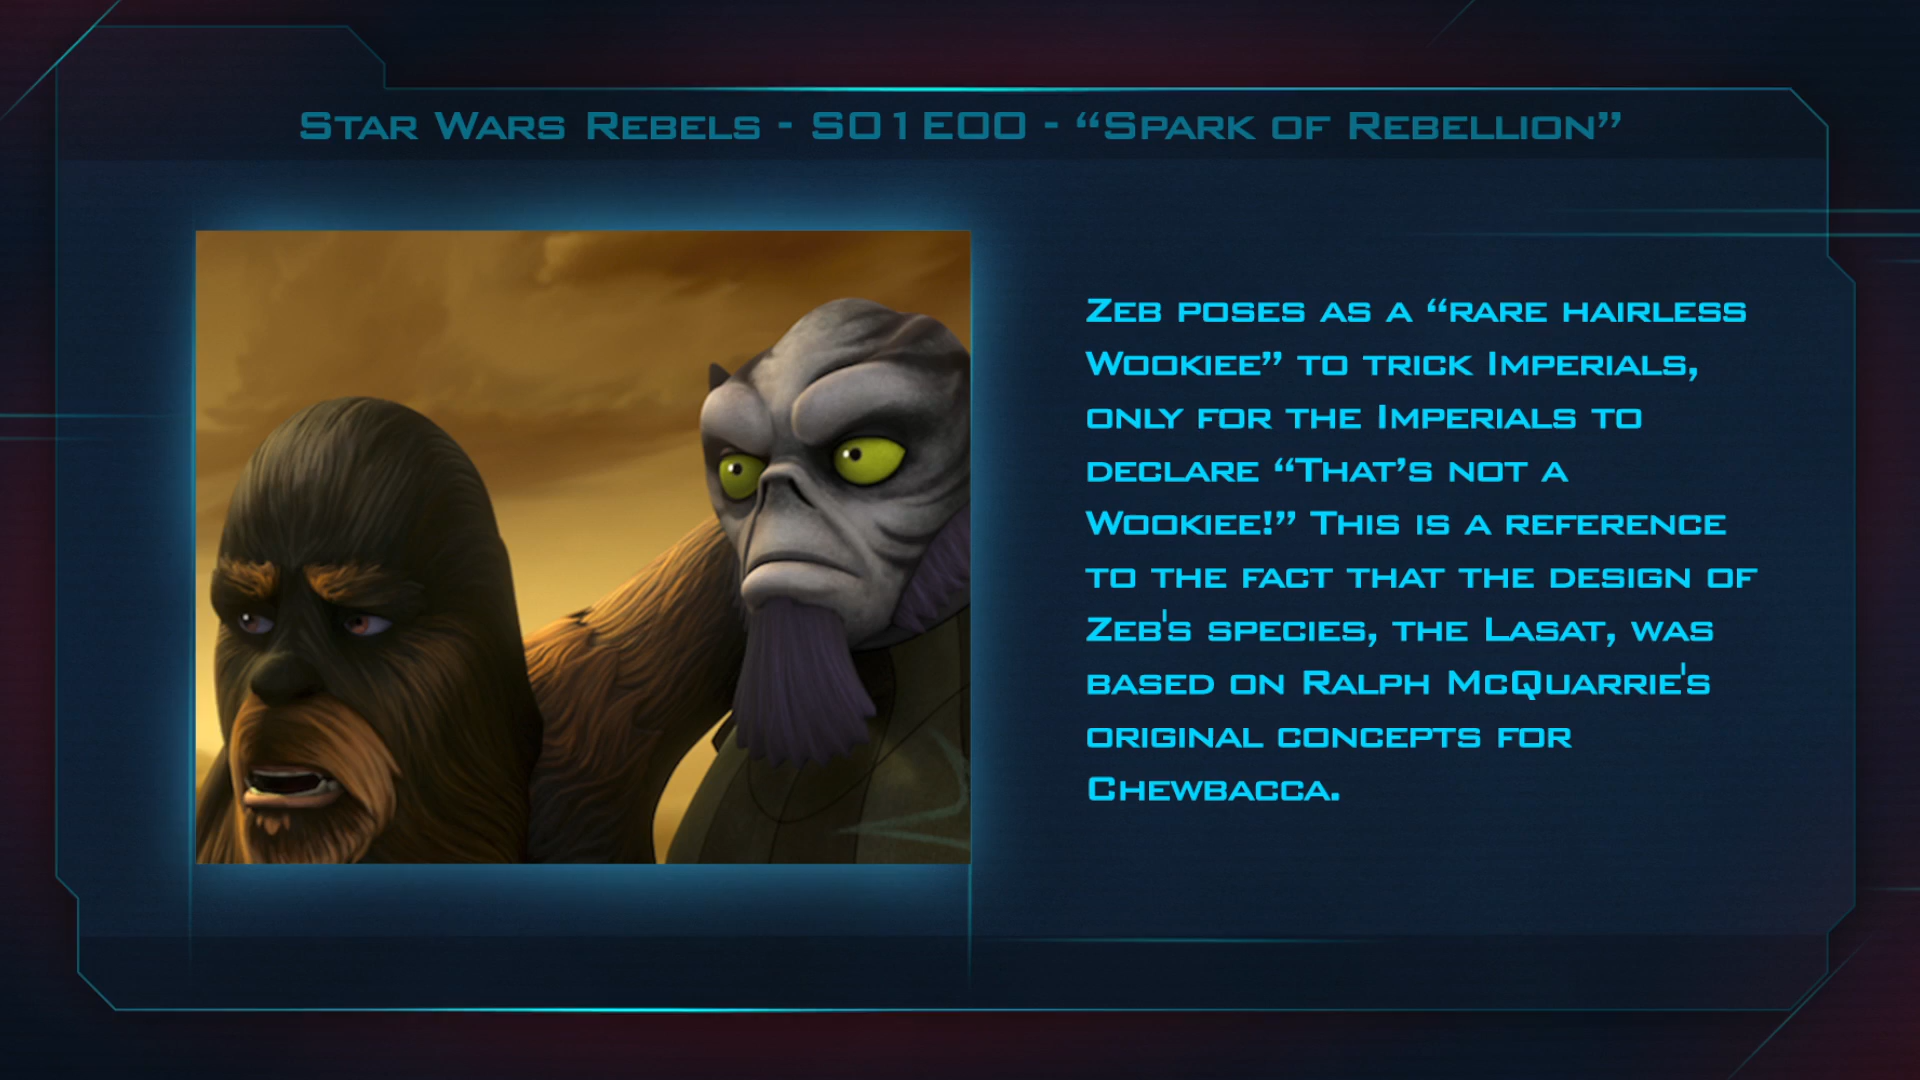 Star Wars Rebels - S01E00 - “Spark of Rebellion”
Zeb poses as a “rare hairless
Wookiee” to trick Imperials,
only for the Imperials to
declare “That’s not a
Wookiee!” This is a reference
to the fact that the design of
Zeb's species, the Lasat, was
based on Ralph McQuarrie's
original concepts for
Chewbacca.